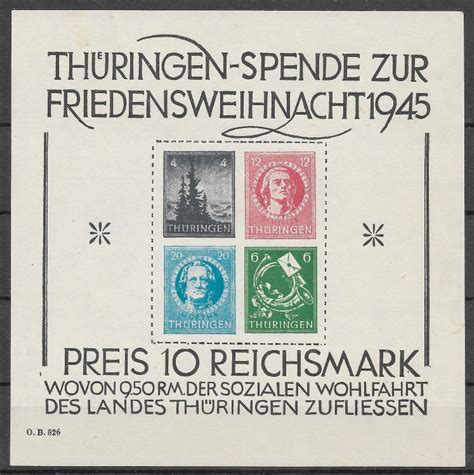 THÜRINGEN-SPENDE ZUR
FRIEDENSWEIHNACHT 1945
4 4
THÜRINGEN
12 12
THÜRINGEN
20 20
GOETHE
THÜRINGEN
6 6
THÜRINGEN
PREIS 10 REICHSMARK
WOVON 9,50 RM. DER SOZIALEN WOHLFAHRT
DES LANDES THÜRINGEN ZUFLIESSEN
O. B. 826